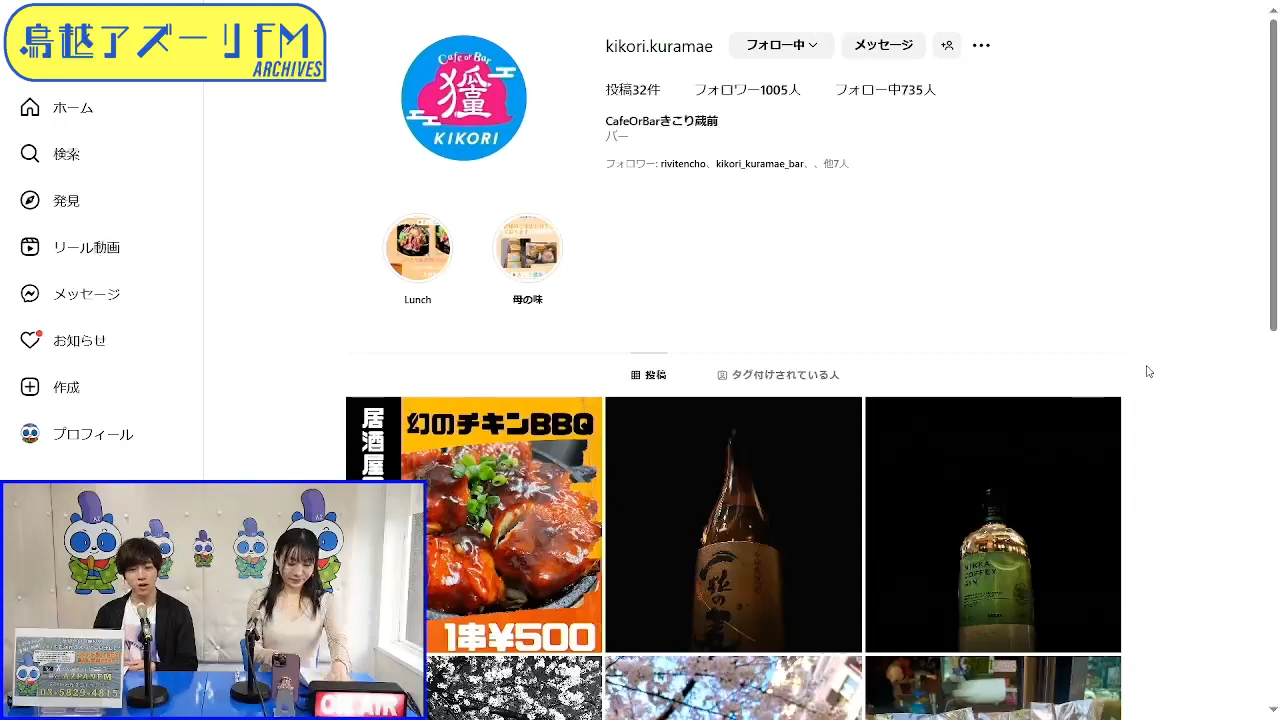 鳥越アズーリFM
ARCHIVES
ホーム
検索
発見
リール動画
メッセージ
お知らせ
作成
プロフィール
Cafe or Bar
KIKORI
kikori.kuramae
フォロー中
メッセージ
投稿32件
フォロワー1005人
フォロー中735人
CafeOrBarきこり蔵前
バー
フォロワー: rivitencho、kikori_kuramae_bar、、他7人
Lunch
母の味
投稿
タグ付けされている人
居酒屋
幻のチキンBBQ
1串¥500
NIKKA
COFFEY
GIN
AZPANFM
03-5829-4815
ON AIR